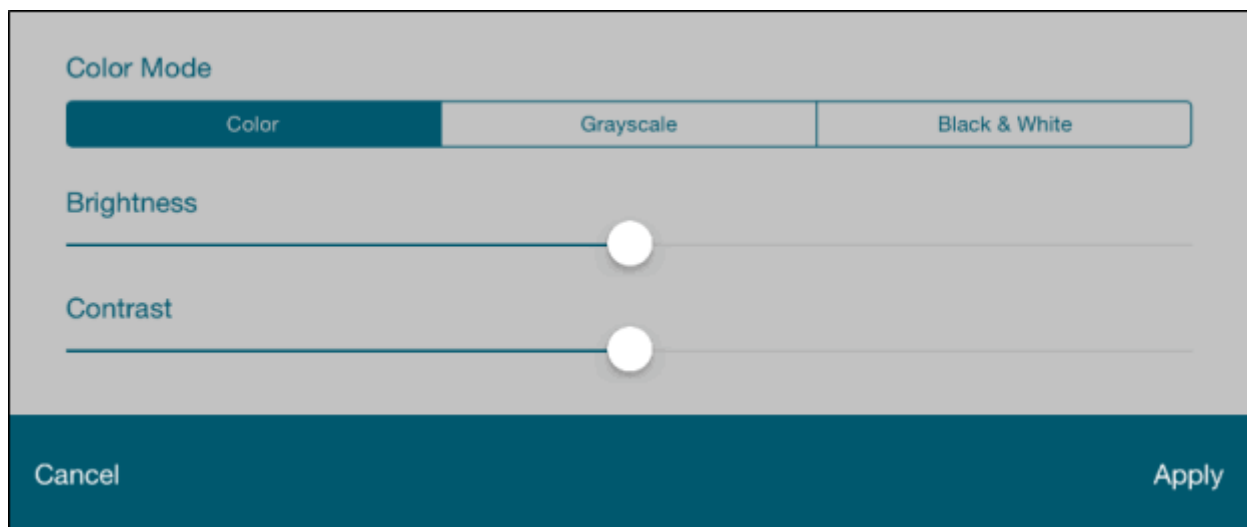 Color Mode
Color Grayscale Black & White
Brightness
Contrast
Cancel Apply